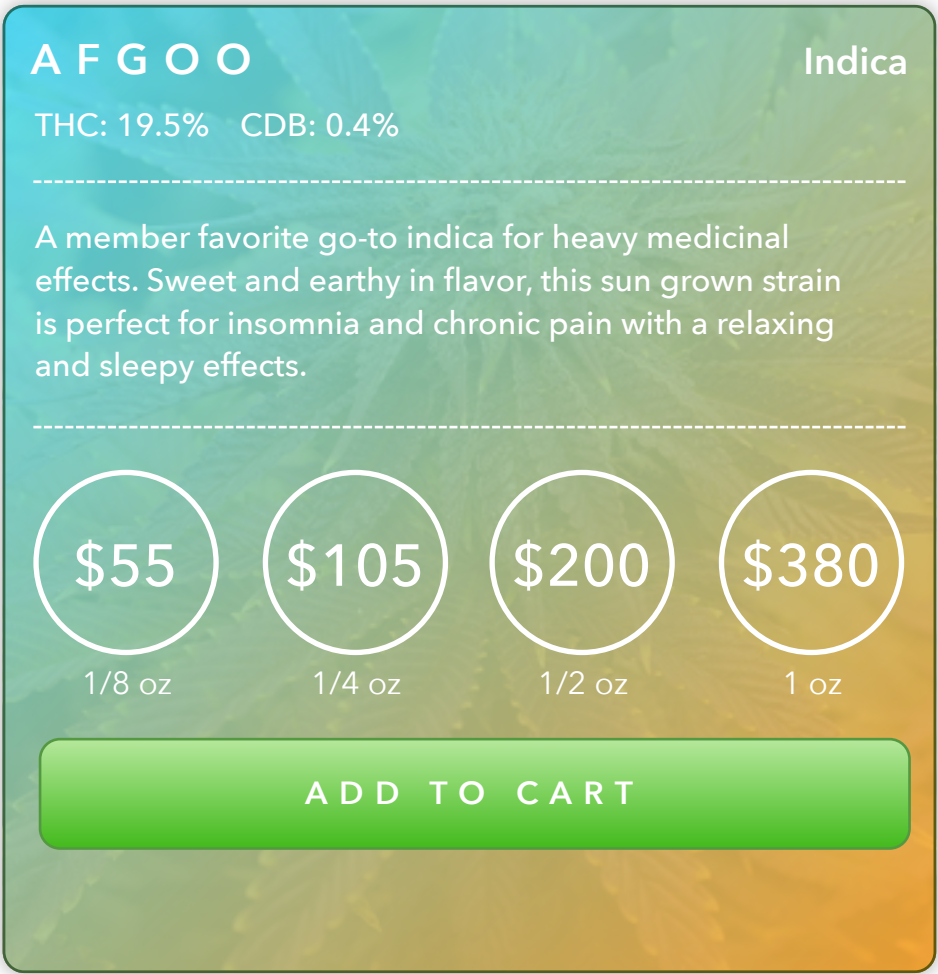 AFGOO
Indica
THC: 19.5% CDB: 0.4%
--------------------------------------------------------------------------------------------------
A member favorite go-to indica for heavy medicinal
effects. Sweet and earthy in flavor, this sun grown strain
is perfect for insomnia and chronic pain with a relaxing
and sleepy effects.
--------------------------------------------------------------------------------------------------
$55 $105 $200 $380
1/8 oz 1/4 oz 1/2 oz 1 oz
ADD TO CART